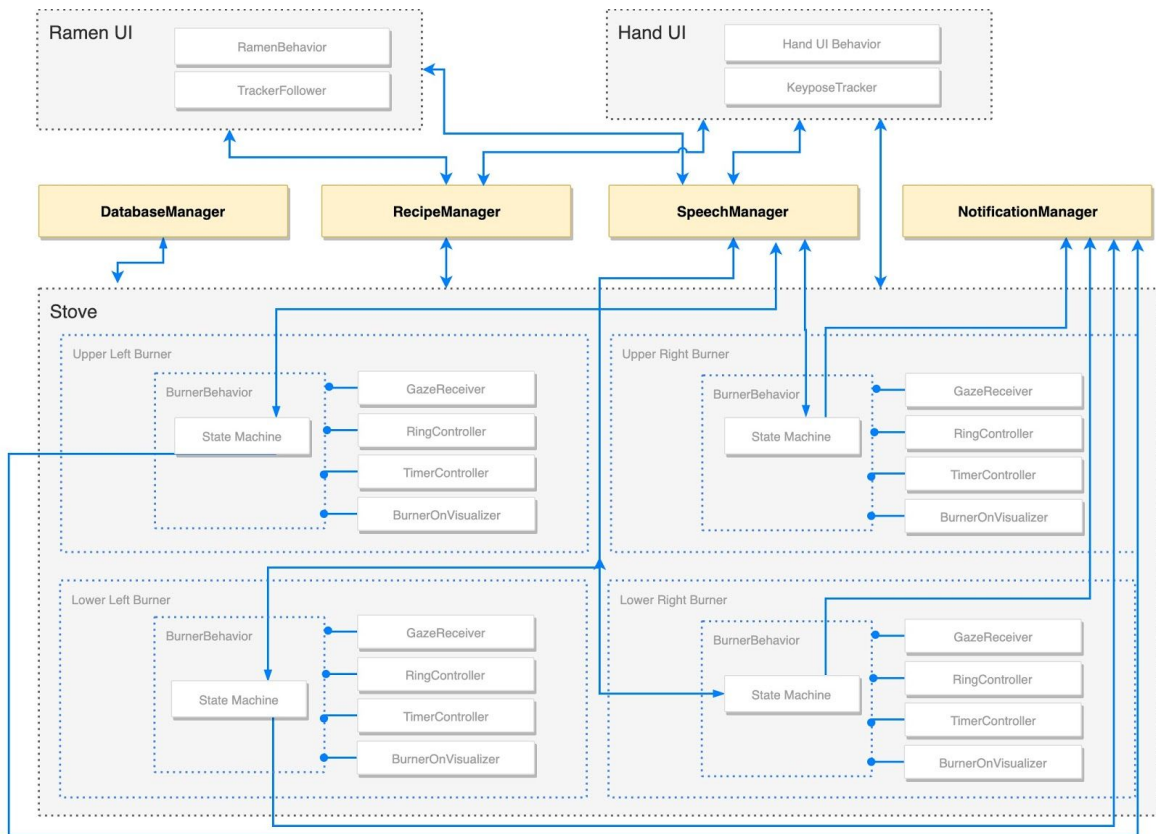 Ramen UI
RamenBehavior
TrackerFollower
Hand UI
Hand UI Behavior
KeyposeTracker
DatabaseManager
RecipeManager
SpeechManager
NotificationManager
Stove
Upper Left Burner
BurnerBehavior
State Machine
GazeReceiver
RingController
TimerController
BurnerOnVisualizer
Upper Right Burner
BurnerBehavior
State Machine
GazeReceiver
RingController
TimerController
BurnerOnVisualizer
Lower Left Burner
BurnerBehavior
State Machine
GazeReceiver
RingController
TimerController
BurnerOnVisualizer
Lower Right Burner
BurnerBehavior
State Machine
GazeReceiver
RingController
TimerController
BurnerOnVisualizer